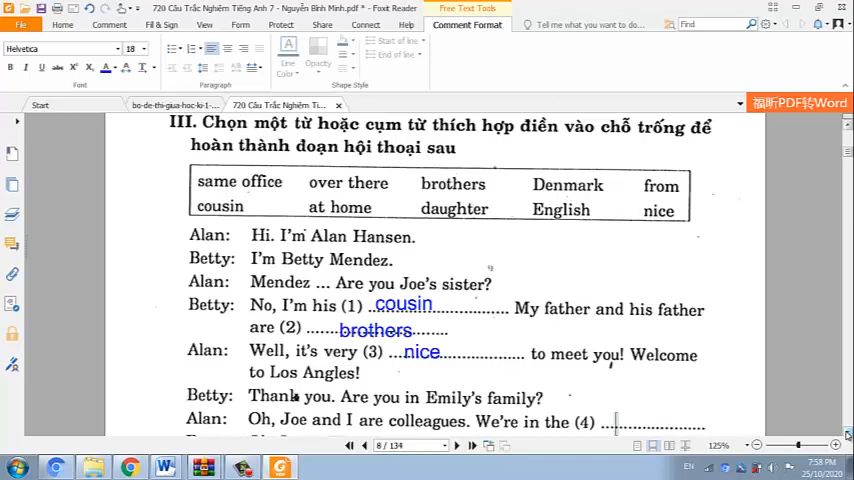 720 Câu Trắc Nghiệm Tiếng Anh 7 - Nguyễn Bình Minh.pdf * - Foxit Reader
Free Text Tools
File Home Comment View Form Protect Share Help Tutorial Comment Format
Tell me what you want to do...
Find
Helvetica 18
Start of line
End of line
Line Color
Opacity
Font Paragraph Shape Style
Start bo-de-thi-giua-hoc-ki-1-... 720 Câu Trắc Nghiệm Tiến...
福昕PDF转Word
III. Chọn một từ hoặc cụm từ thích hợp điền vào chỗ trống để
hoàn thành đoạn hội thoại sau
same office over there brothers Denmark from
cousin at home daughter English nice
Alan: Hi. I'm Alan Hansen.
Betty: I'm Betty Mendez.
Alan: Mendez ... Are you Joe's sister?
Betty: No, I'm his (1) ...cousin... My father and his father
are (2) ...brothers...
Alan: Well, it's very (3) ...nice... to meet you! Welcome
to Los Angles!
Betty: Thank you. Are you in Emily's family?
Alan: Oh, Joe and I are colleagues. We're in the (4) ...
8 / 134
125%
EN
7:58 PM
25/10/2020